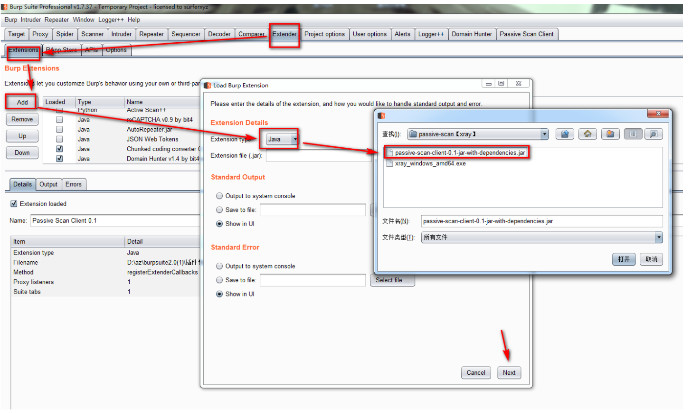 Burp Suite Professional v1.7.37 - Temporary Project - licensed to surferxyz
Burp Intruder Repeater Window Logger++ Help
Target Proxy Spider Scanner Intruder Repeater Sequencer Decoder Comparer Extender Project options User options Alerts Logger++ Domain Hunter Passive Scan Client
Extensions BApp Store APIs Options
Burp Extensions
Extensions let you customize Burp's behavior using your own or third-pa
Add Loaded Type Name
Python Active Scan++
Remove Java reCAPTCHA v0.9 by bit4
Java AutoRepeater.jar
Up Java JSON Web Tokens
Java Chunked coding converter 0
Down Java Domain Hunter v1.4 by bit4
Details Output Errors
Extension loaded
Name: Passive Scan Client 0.1
Item Detail
Extension type Java
Filename
Method registerExtenderCallbacks
Proxy listeners 1
Suite tabs 1
Load Burp Extension
Please enter the details of the extension, and how you would like to handle standard output and error.
Extension Details
Extension type: Java
Extension file (.jar):
Standard Output
Output to system console
Save to file:
Show in UI
Standard Error
Output to system console
Save to file: Select file ...
Show in UI
Cancel Next
查找(I): passive-scan【xray】
passive-scan-client-0.1-jar-with-dependencies.jar
xray_windows_amd64.exe
文件名(N): passive-scan-client-0.1-jar-with-dependencies.jar
文件类型(T): 所有文件
打开 取消